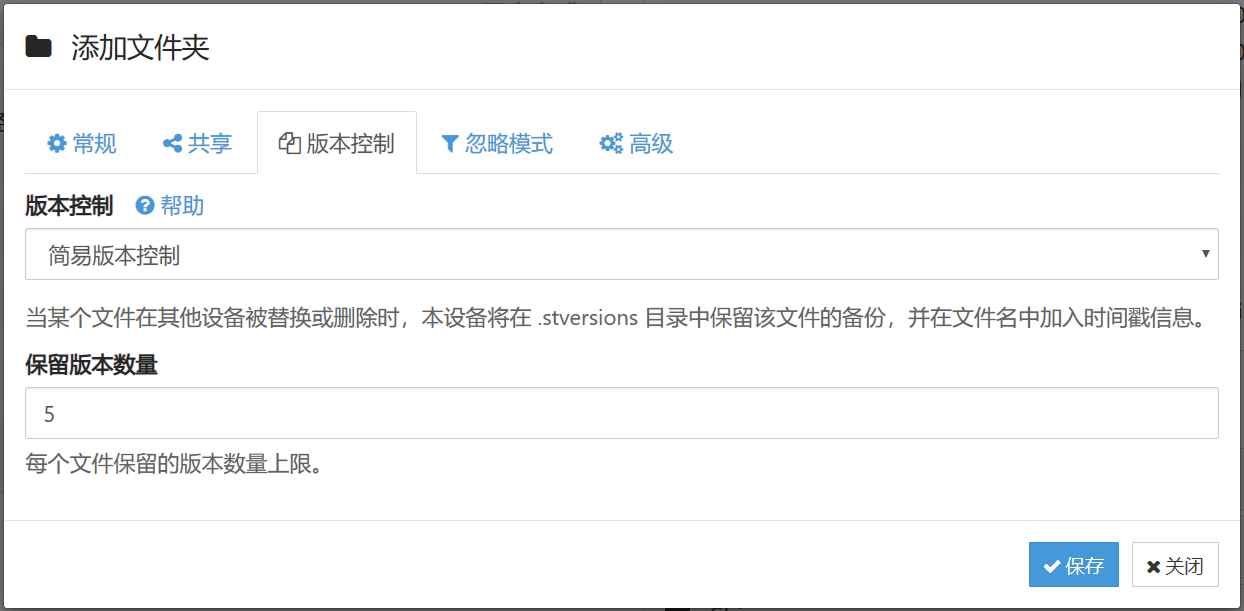 添加文件夹
常规 共享 版本控制 忽略模式 高级
版本控制 帮助
简易版本控制
当某个文件在其他设备被替换或删除时，本设备将在 .stversions 目录中保留该文件的备份，并在文件名中加入时间戳信息。
保留版本数量
5
每个文件保留的版本数量上限。
保存 关闭